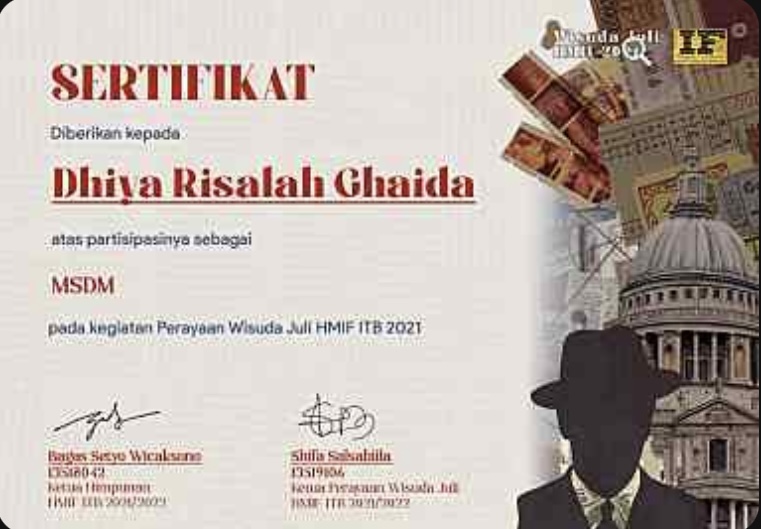 Wisuda Juli
HMIF 20
IF
SERTIFIKAT
Diberikan kepada
Dhiya Risalah Ghaida
atas partisipasinya sebagai
MSDM
pada kegiatan Perayaan Wisuda Juli HMIF ITB 2021
Bagus Setyo Wicaksono
13518042
Ketua Himpunan
HMIF ITB 2021/2022
Shifa Salsabiila
13519106
Ketua Perayaan Wisuda Juli
HMIF ITB 2021/2022